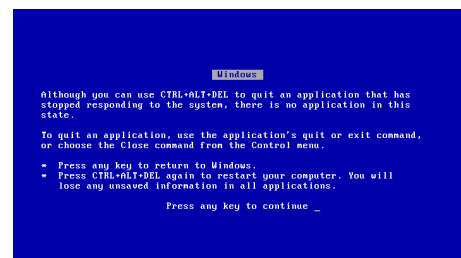 Windows
Although you can use CTRL+ALT+DEL to quit an application that has
stopped responding to the system, there is no application in this
state.
To quit an application, use the application's quit or exit command,
or choose the Close command from the Control menu.
* Press any key to return to Windows.
* Press CTRL+ALT+DEL again to restart your computer. You will
lose any unsaved information in all applications.
Press any key to continue _